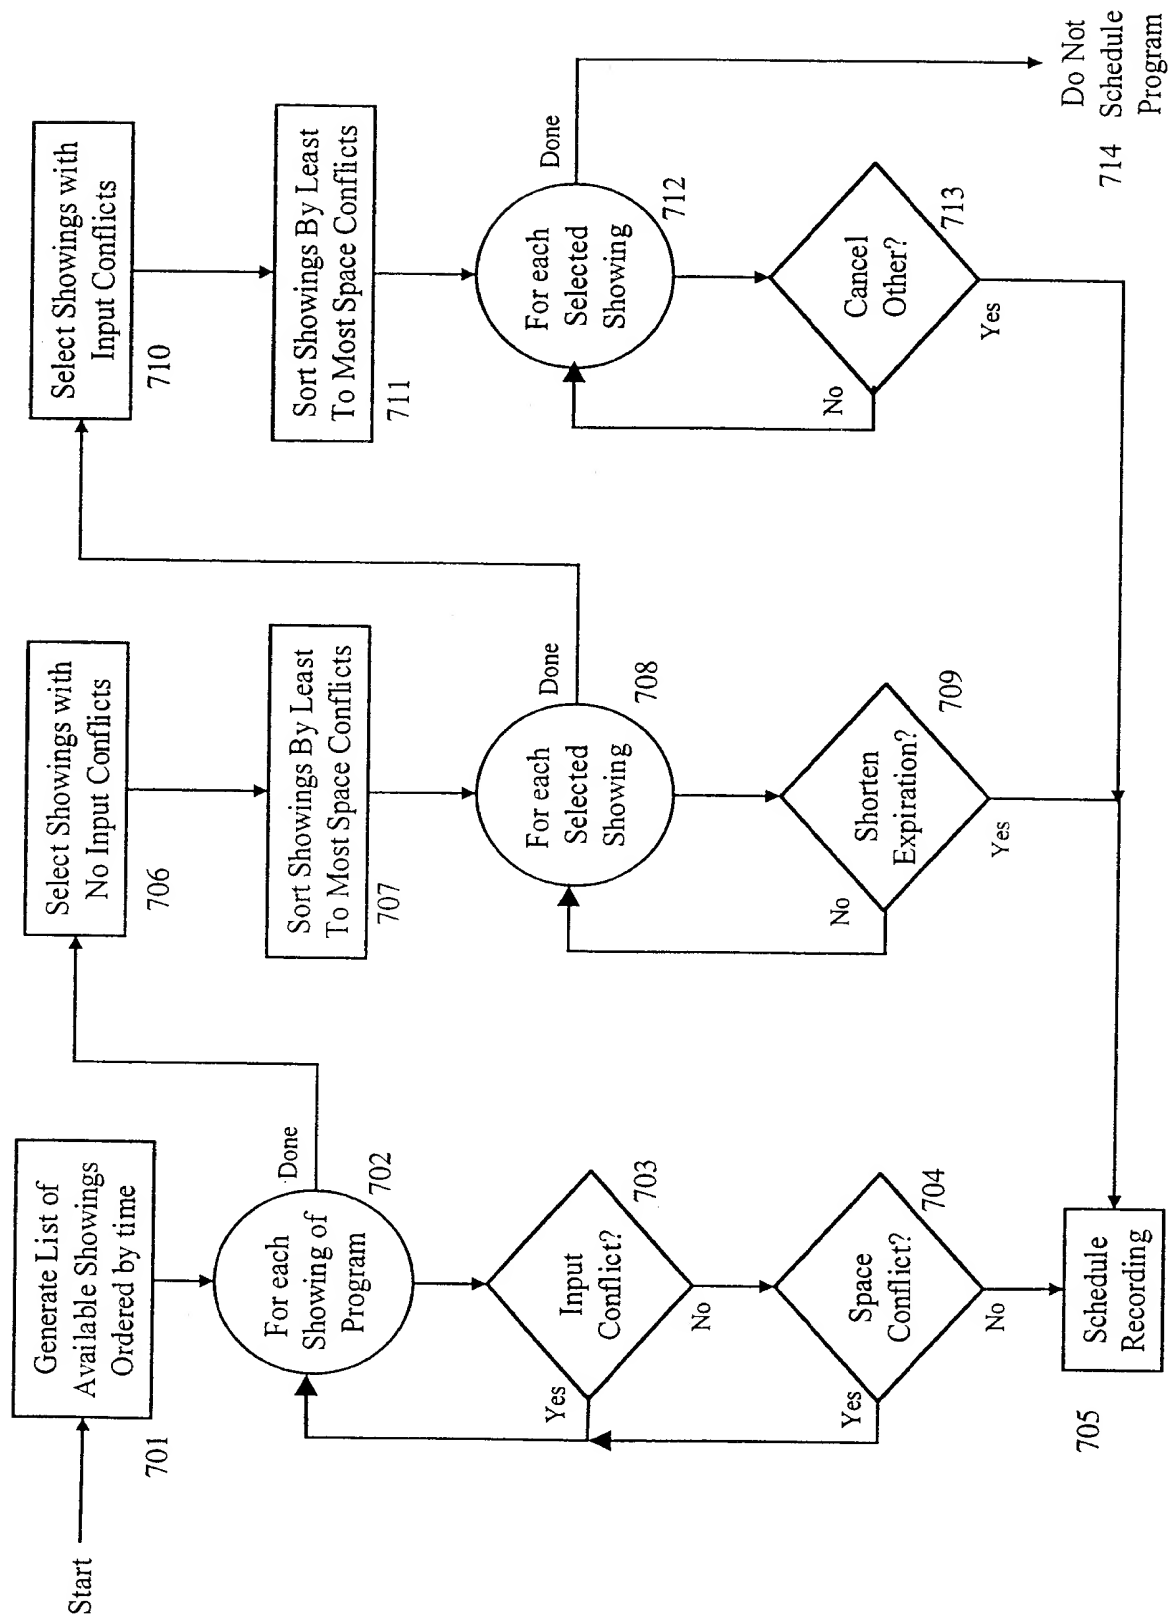 Start
Generate List of
Available Showings
Ordered by time
701
For each
Showing of
Program
Done
702
Input
Conflict?
703
Yes
No
Space
Conflict?
704
Yes
No
Schedule
Recording
705
Select Showings with
No Input Conflicts
706
Sort Showings By Least
To Most Space Conflicts
707
For each
Selected
Showing
Done
708
Shorten
Expiration?
709
No
Yes
Select Showings with
Input Conflicts
710
Sort Showings By Least
To Most Space Conflicts
711
For each
Selected
Showing
Done
712
Cancel
Other?
713
No
Yes
Do Not
714 Schedule
Program